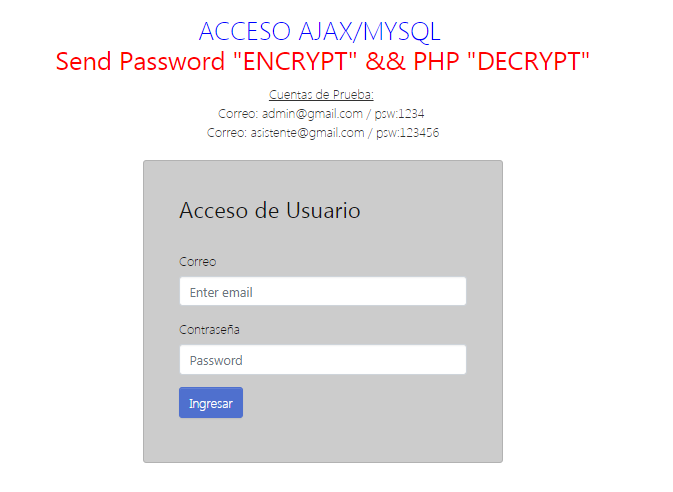 ACCESO AJAX/MYSQL
Send Password "ENCRYPT" && PHP "DECRYPT"
Cuentas de Prueba:
Correo: admin@gmail.com / psw:1234
Correo: asistente@gmail.com / psw:123456
Acceso de Usuario
Correo
Enter email
Contraseña
Password
Ingresar